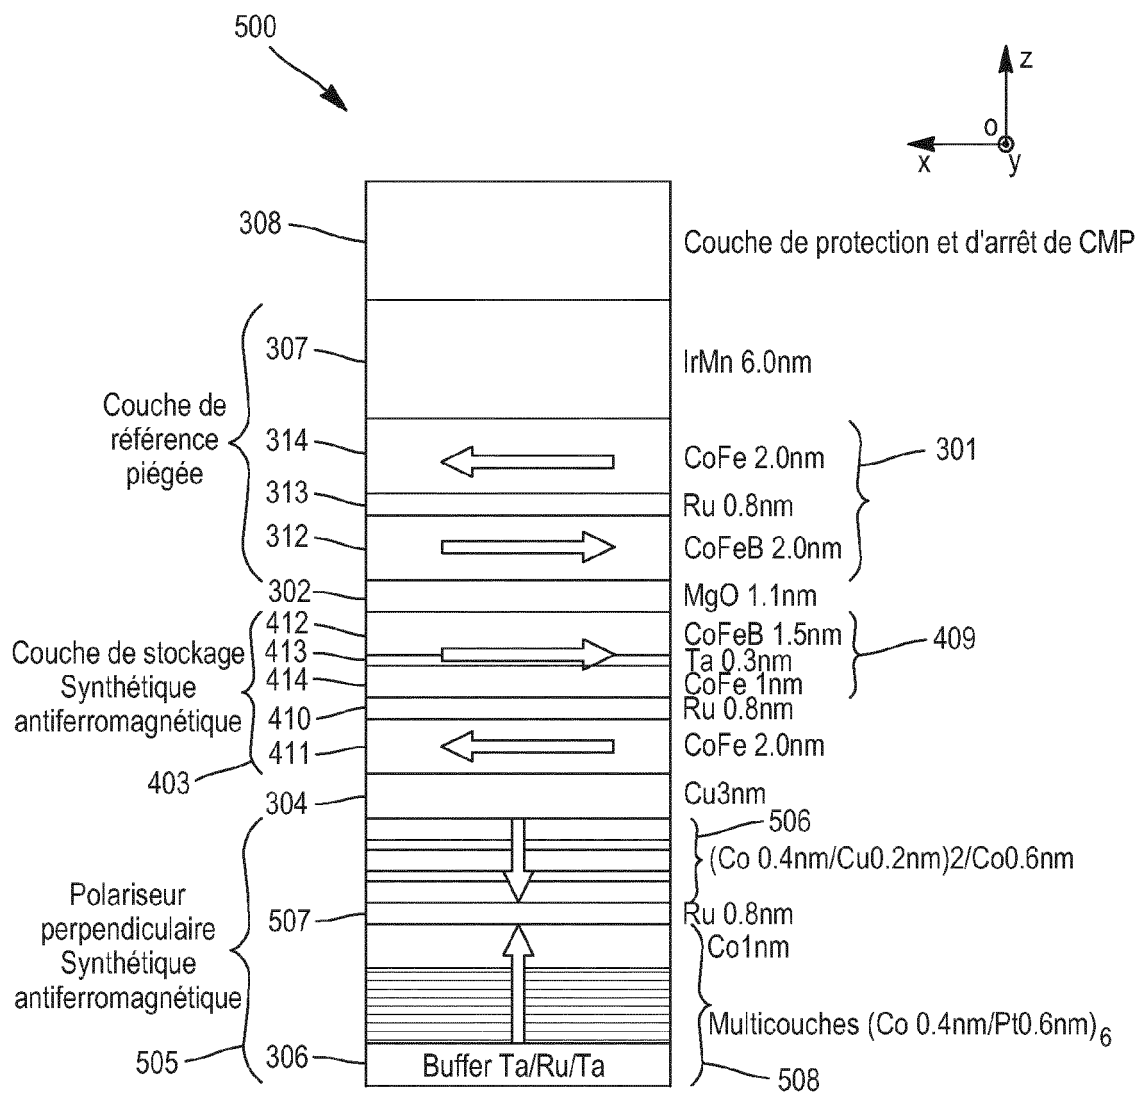 500
z
o
x
y
308
Couche de protection et d'arrêt de CMP
307
IrMn 6.0nm
Couche de
référence
piégée
314
CoFe 2.0nm
301
313
Ru 0.8nm
312
CoFeB 2.0nm
302
MgO 1.1nm
412
CoFeB 1.5nm
409
Couche de stockage
Synthétique
antiferromagnétique
413
Ta 0.3nm
414
CoFe 1nm
410
Ru 0.8nm
411
CoFe 2.0nm
403
304
Cu3nm
506
(Co 0.4nm/Cu0.2nm)2/Co0.6nm
Polariseur
perpendiculaire
Synthétique
antiferromagnétique
507
Ru 0.8nm
Co1nm
Multicouches (Co 0.4nm/Pt0.6nm)6
505
306
Buffer Ta/Ru/Ta
508